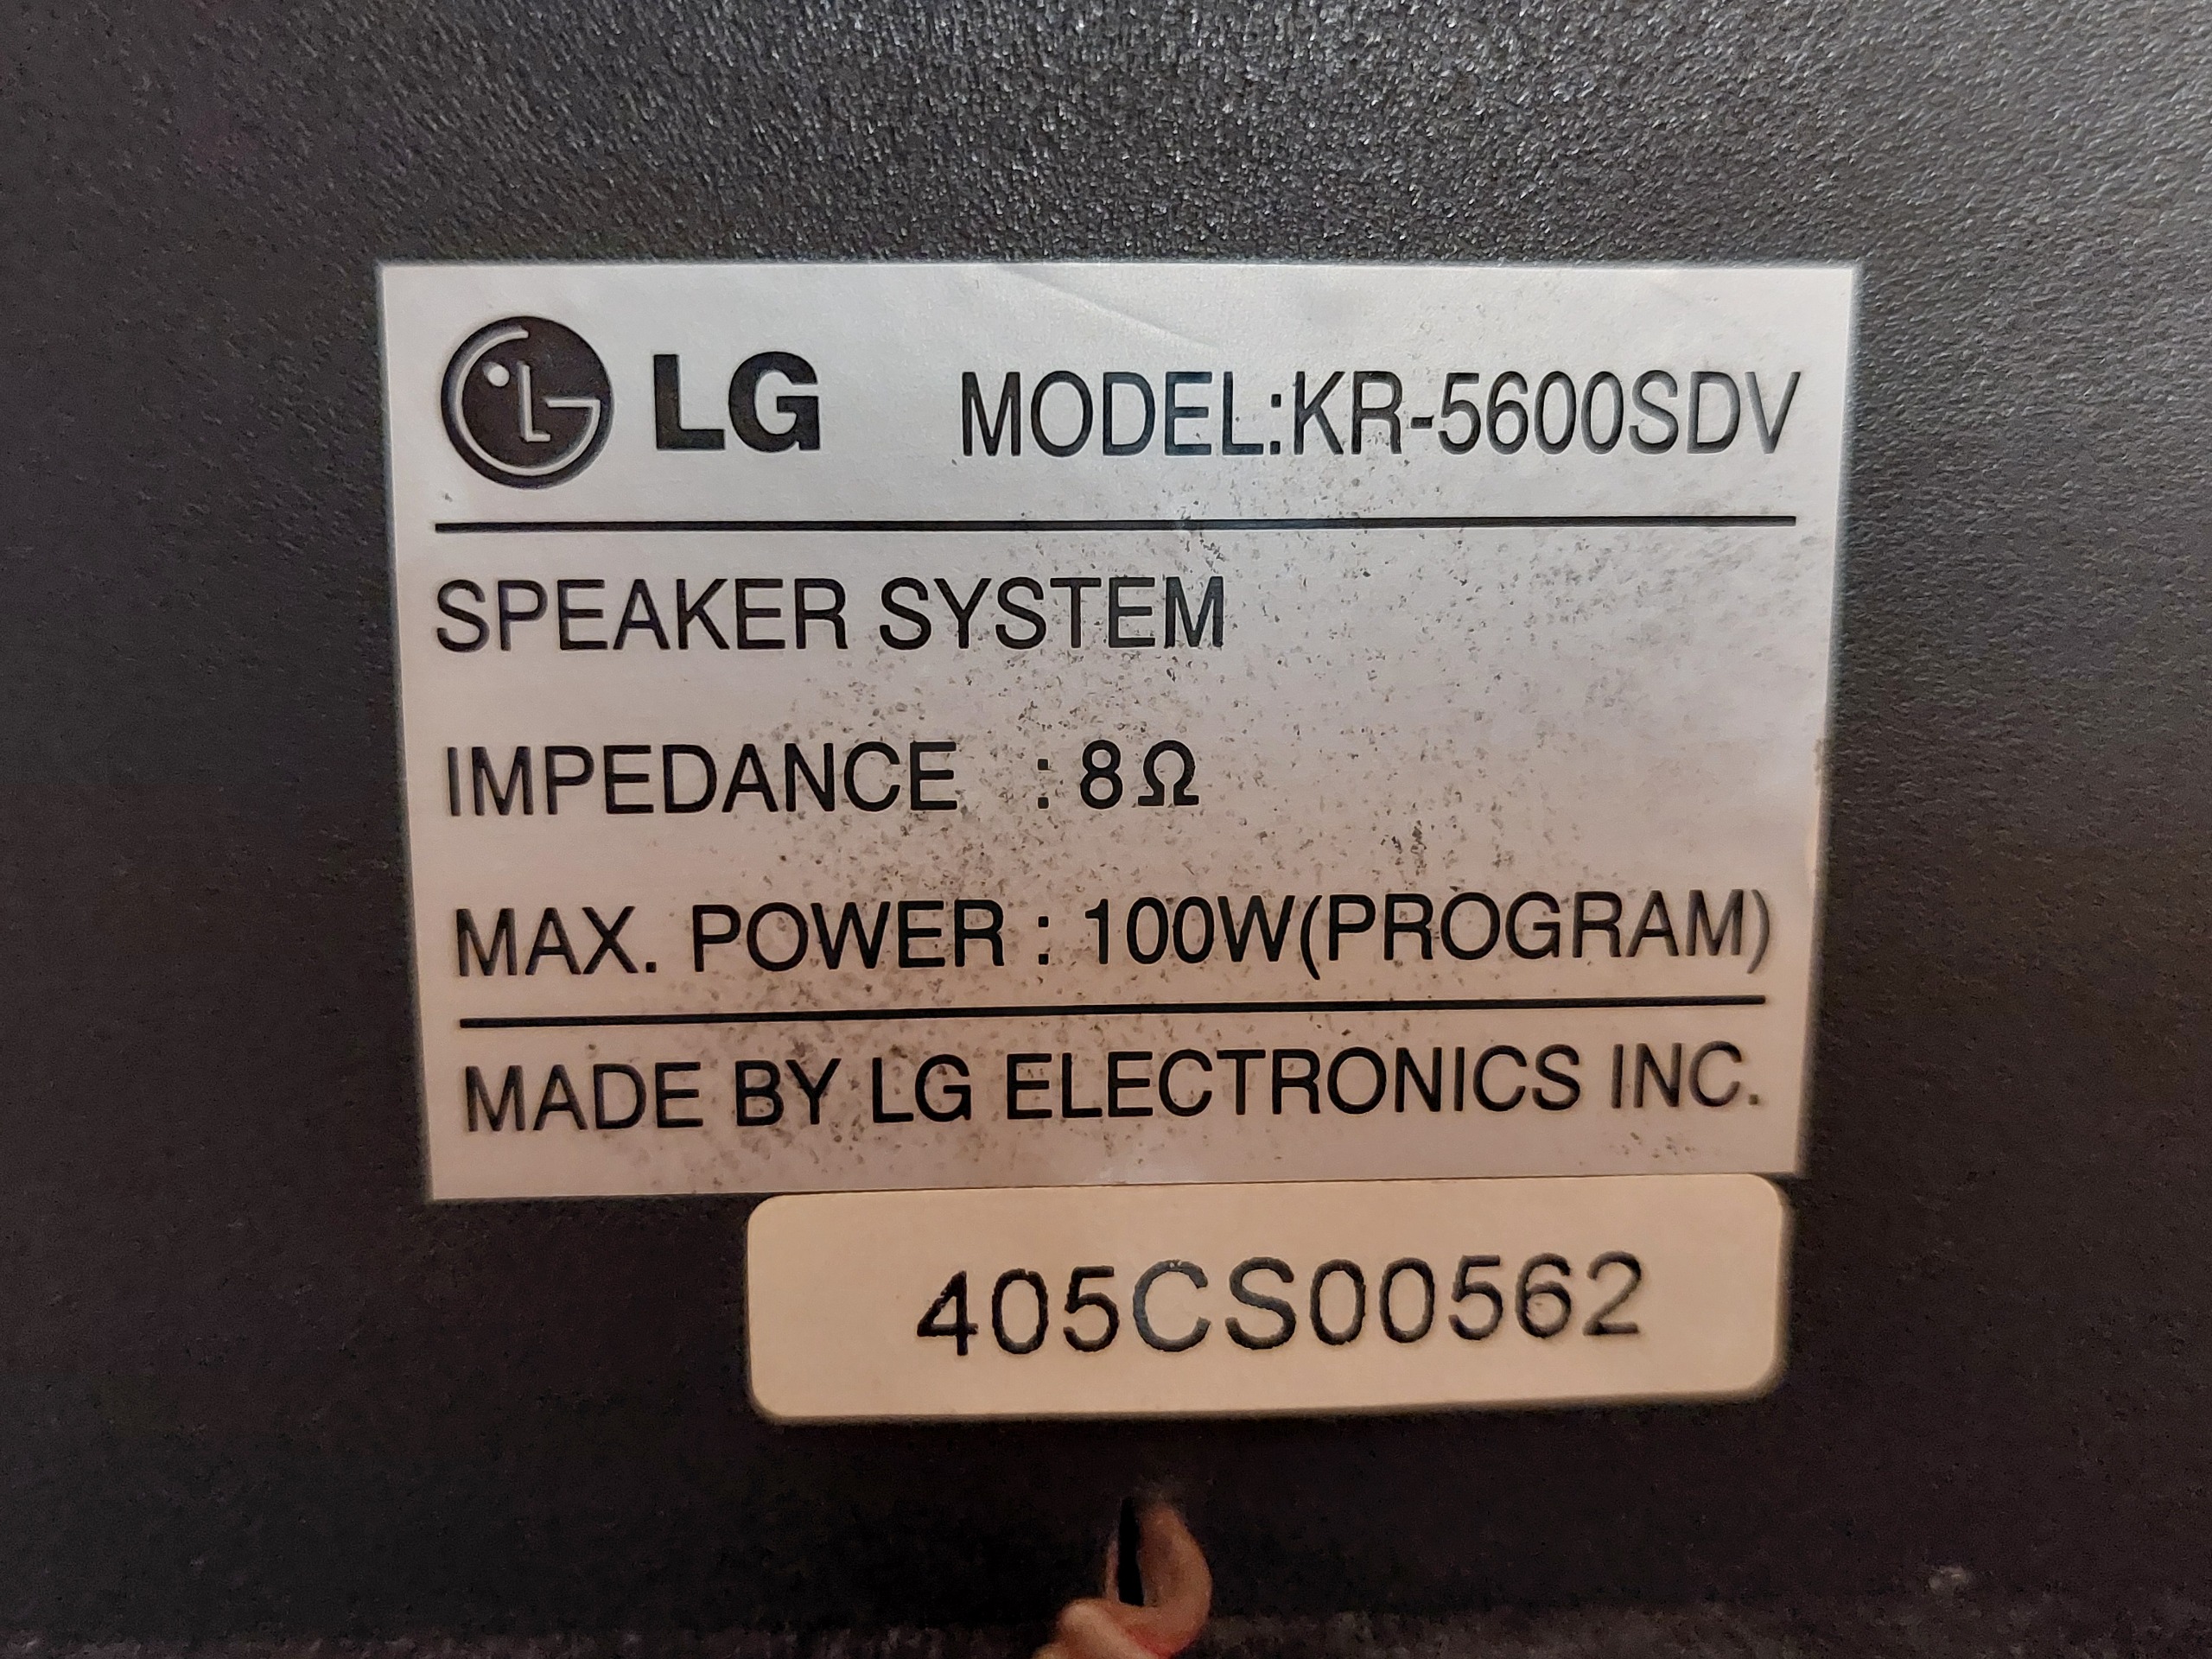 LG MODEL:KR-5600SDV
SPEAKER SYSTEM
IMPEDANCE : 8Ω
MAX. POWER : 100W(PROGRAM)
MADE BY LG ELECTRONICS INC.
405CS00562